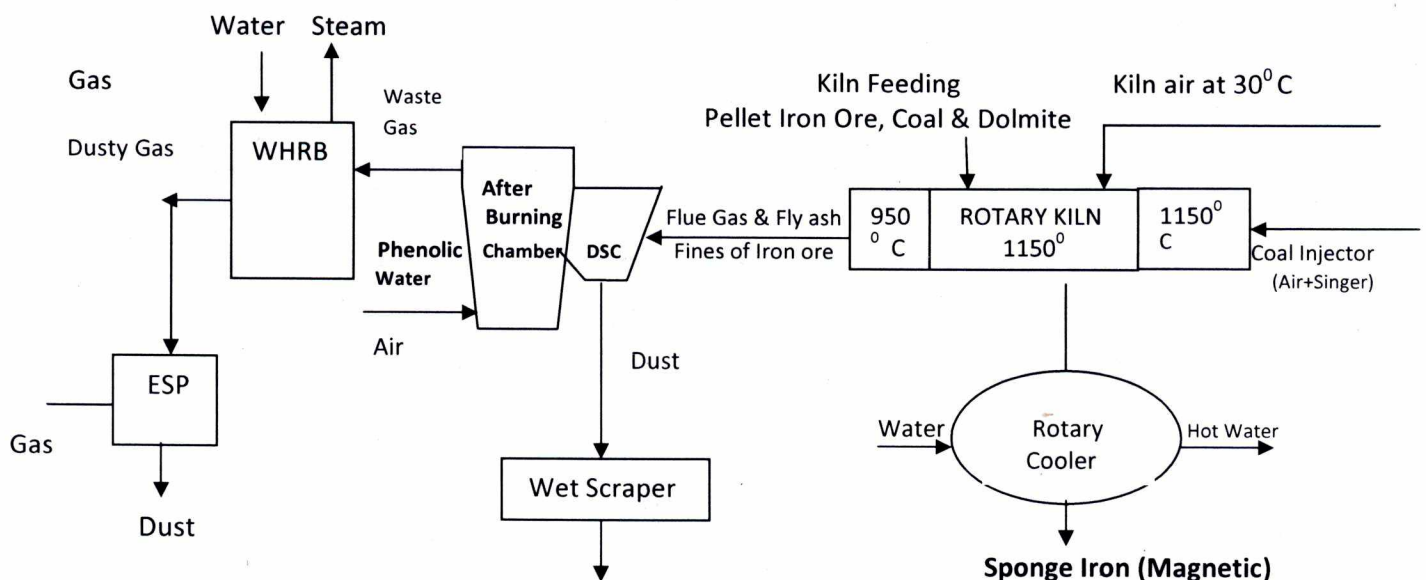 Water Steam
Gas
Waste
Gas
Dusty Gas
WHRB
Kiln Feeding
Pellet Iron Ore, Coal & Dolmite
Kiln air at 30⁰ C
After
Burning
Chamber
DSC
Phenolic
Water
Air
Flue Gas & Fly ash
Fines of Iron ore
950
⁰ C
ROTARY KILN
1150⁰
1150⁰
C
Coal Injector
(Air+Singer)
ESP
Gas
Dust
Dust
Wet Scraper
Water
Rotary
Cooler
Hot Water
Sponge Iron (Magnetic)